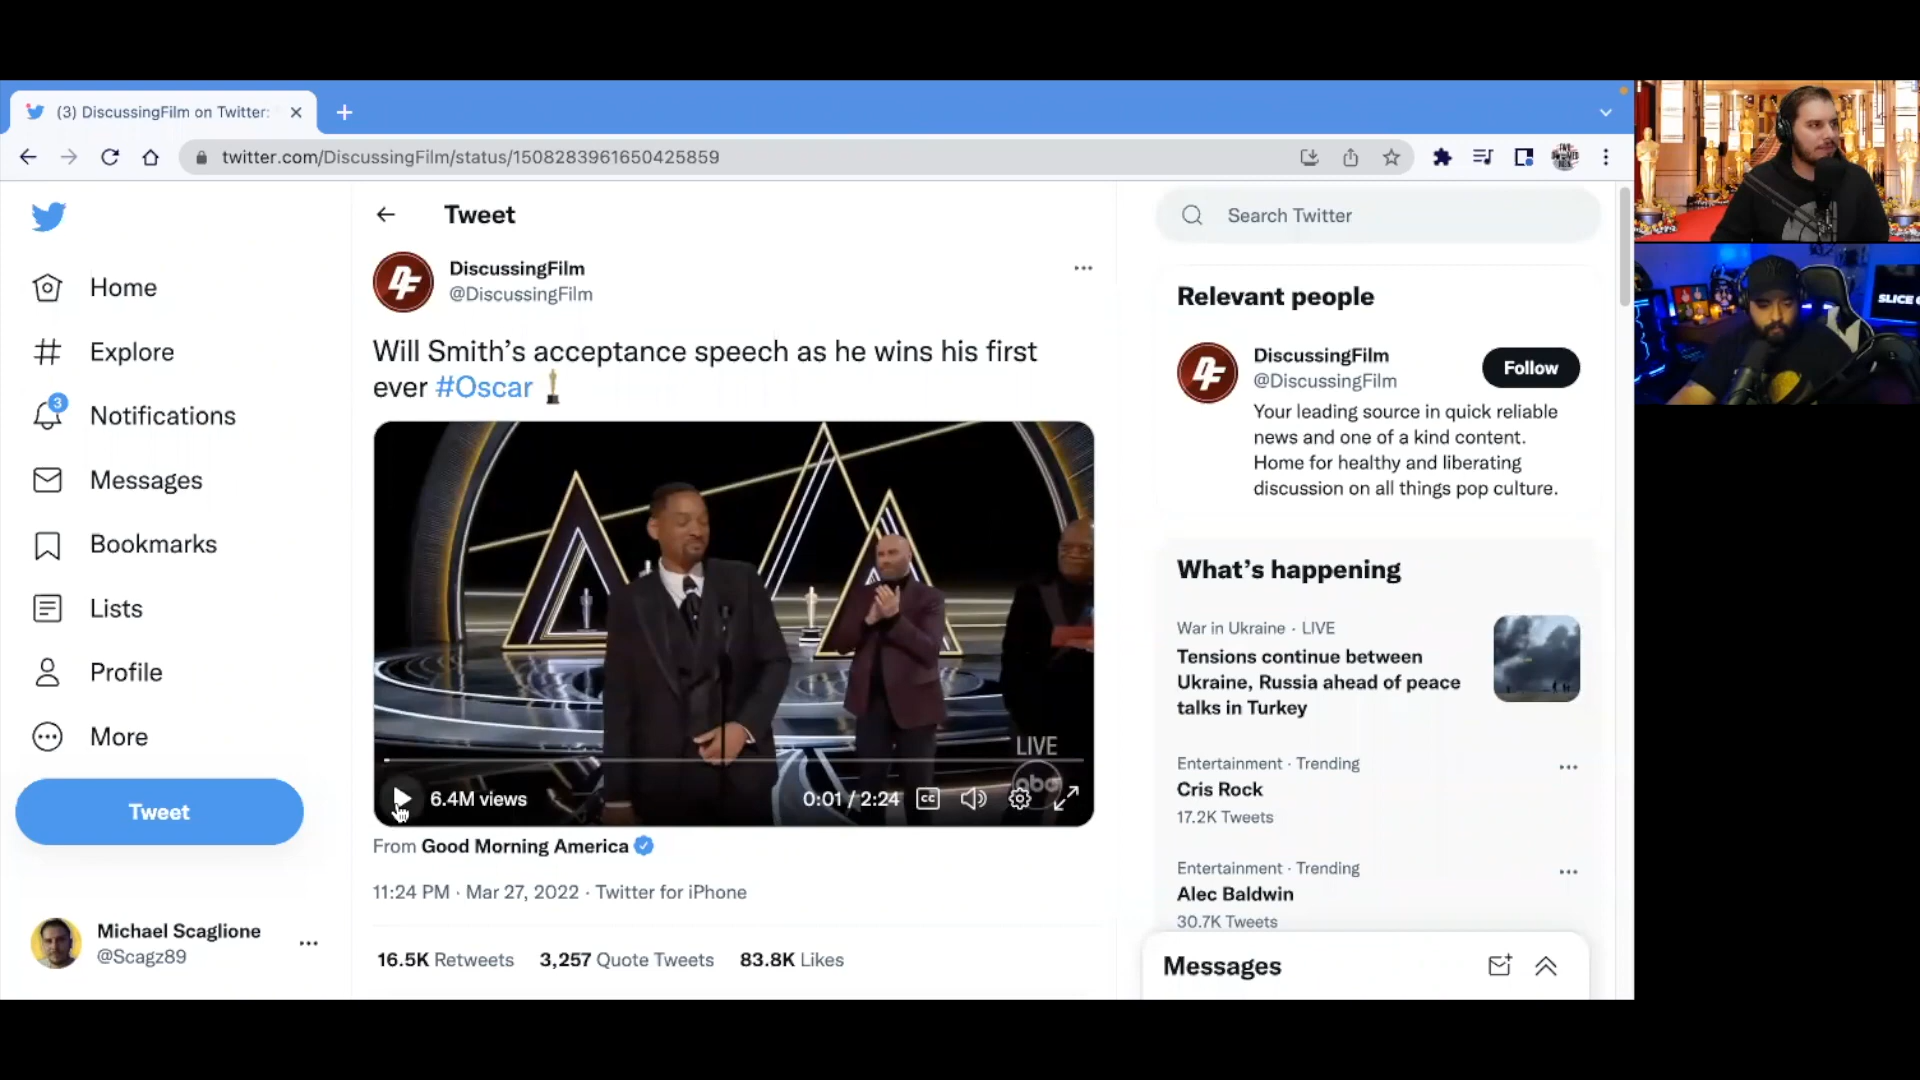 (3) DiscussingFilm on Twitter:
twitter.com/DiscussingFilm/status/1508283961650425859
Home
Explore
3
Notifications
Messages
Bookmarks
Lists
Profile
More
Tweet
Michael Scaglione
@Scagz89
Tweet
DiscussingFilm
@DiscussingFilm
Will Smith’s acceptance speech as he wins his first
ever #Oscar
LIVE
abc
6.4M views
0:01 / 2:24
CC
From Good Morning America
11:24 PM · Mar 27, 2022 · Twitter for iPhone
16.5K Retweets 3,257 Quote Tweets 83.8K Likes
Search Twitter
Relevant people
DiscussingFilm
@DiscussingFilm
Follow
Your leading source in quick reliable
news and one of a kind content.
Home for healthy and liberating
discussion on all things pop culture.
What’s happening
War in Ukraine · LIVE
Tensions continue between
Ukraine, Russia ahead of peace
talks in Turkey
Entertainment · Trending
Cris Rock
17.2K Tweets
Entertainment · Trending
Alec Baldwin
30.7K Tweets
Messages
SLICE